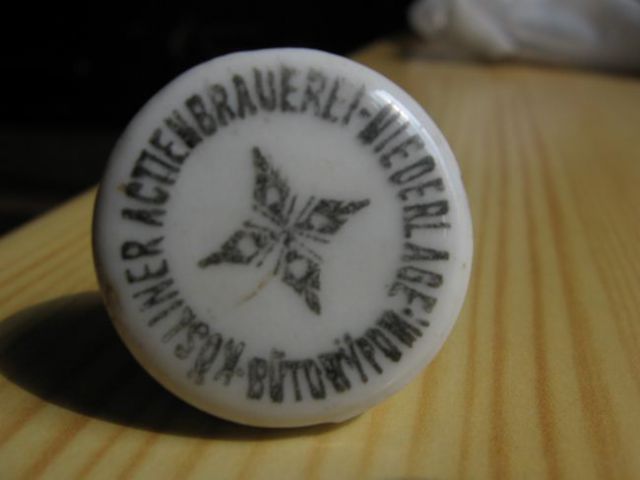 KÖSLINER ACTIENBRAUEREI-NIEDERLAGE:
BÜTOW I/POM.